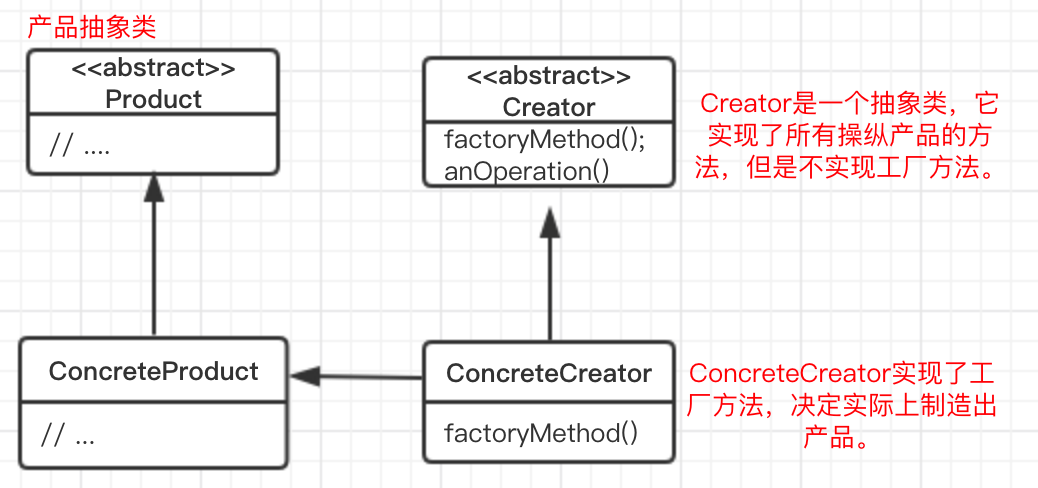 产品抽象类
<<abstract>>
Product
// ....
<<abstract>>
Creator
factoryMethod();
anOperation()
Creator是一个抽象类，它
实现了所有操纵产品的方
法，但是不实现工厂方法。
ConcreteProduct
// ...
ConcreteCreator
factoryMethod()
ConcreteCreator实现了工
厂方法，决定实际上制造出
产品。